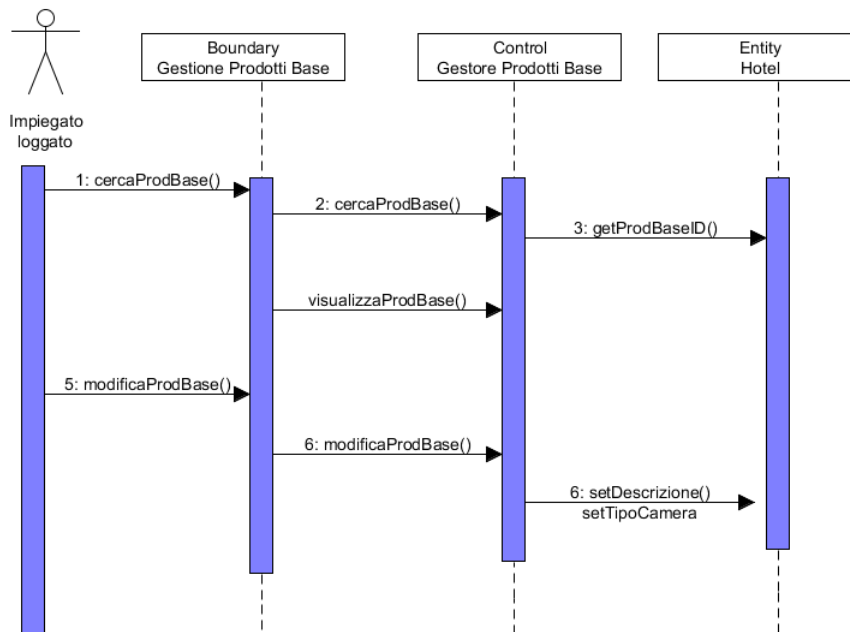 Boundary
Gestione Prodotti Base
Control
Gestore Prodotti Base
Entity
Hotel
Impiegato
loggato
1: cercaProdBase()
2: cercaProdBase()
3: getProdBaseID()
visualizzaProdBase()
5: modificaProdBase()
6: modificaProdBase()
6: setDescrizione()
setTipoCamera